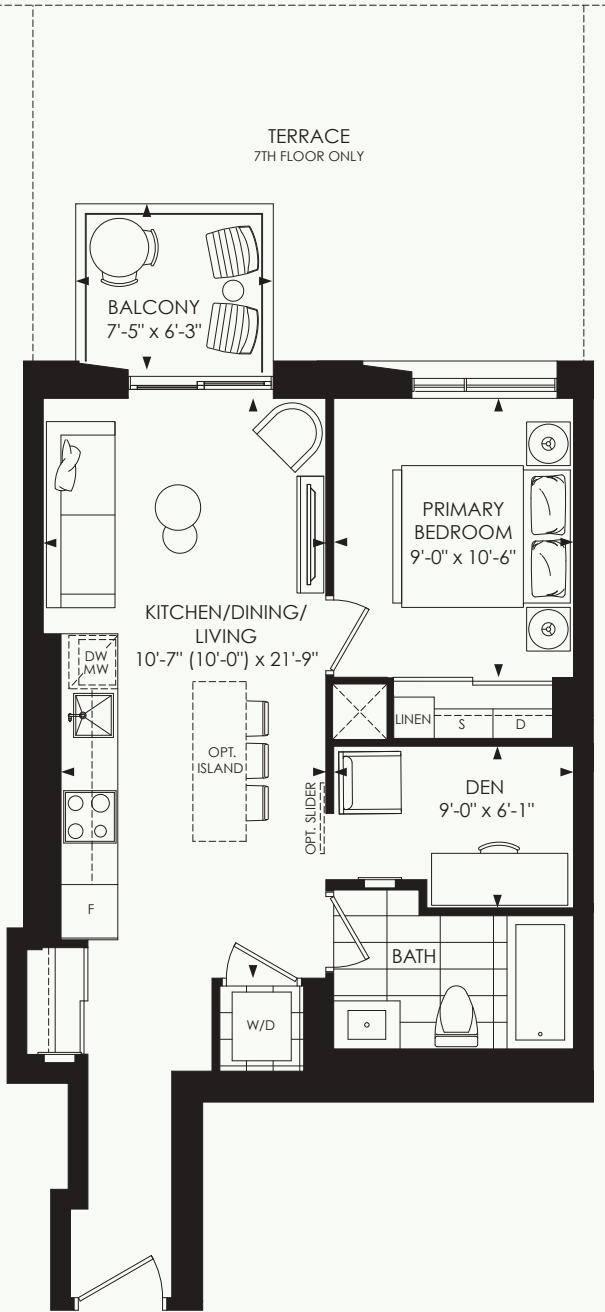 TERRACE
7TH FLOOR ONLY
BALCONY
7'-5" x 6'-3"
PRIMARY
BEDROOM
9'-0" x 10'-6"
KITCHEN/DINING/
LIVING
10'-7" (10'-0") x 21'-9"
DW
MW
LINEN
S
D
OPT.
ISLAND
OPT. SLIDER
DEN
9'-0" x 6'-1"
F
BATH
W/D